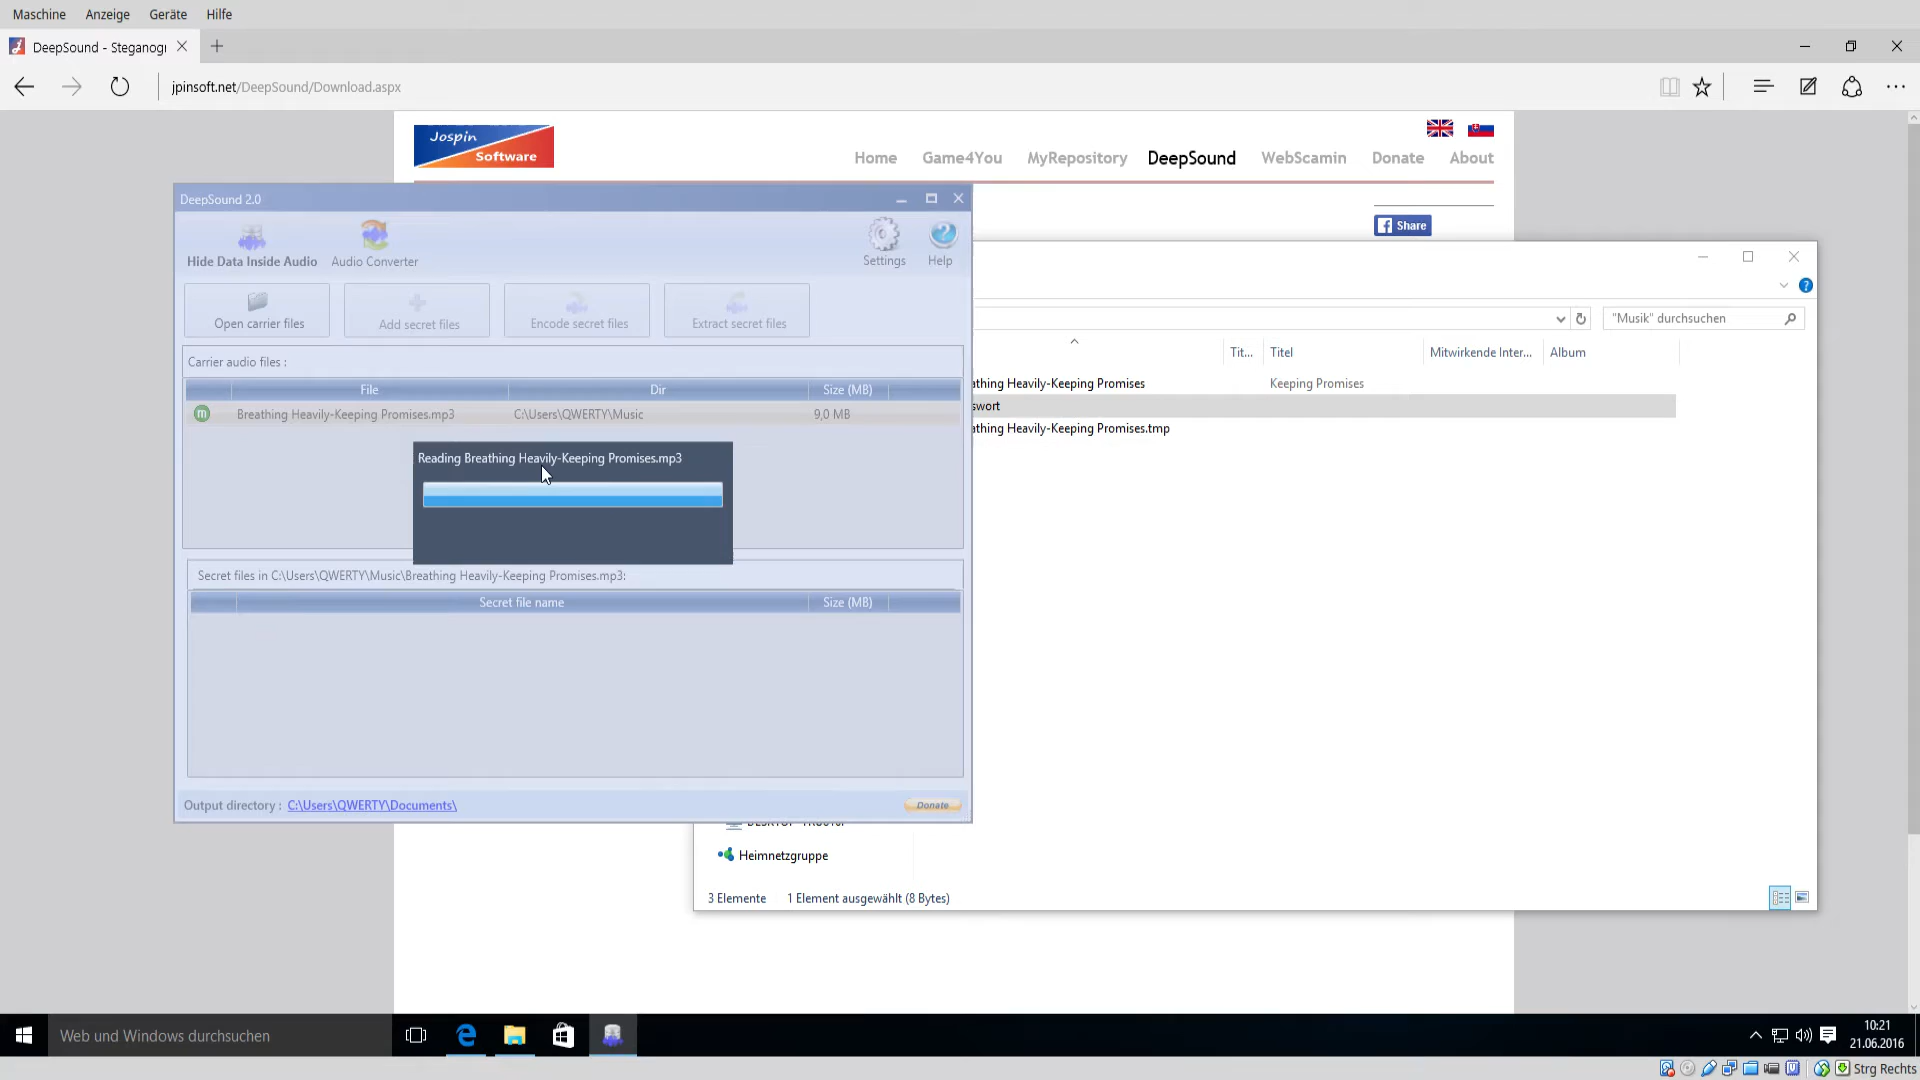 Maschine Anzeige Geräte Hilfe
DeepSound - Steganogr
jpinsoft.net/DeepSound/Download.aspx
Jospin
Software
Home Game4You MyRepository DeepSound WebScamin Donate About
Share
DeepSound 2.0
Hide Data Inside Audio Audio Converter Settings Help
Open carrier files Add secret files Encode secret files Extract secret files
Carrier audio files :
File Dir Size (MB)
m Breathing Heavily-Keeping Promises.mp3 C:\Users\QWERTY\Music 9,0 MB
Reading Breathing Heavily-Keeping Promises.mp3
Secret files in C:\Users\QWERTY\Music\Breathing Heavily-Keeping Promises.mp3:
Secret file name Size (MB)
Output directory : C:\Users\QWERTY\Documents\ Donate
"Musik" durchsuchen
Tit... Titel Mitwirkende Inter... Album
athing Heavily-Keeping Promises Keeping Promises
swort
athing Heavily-Keeping Promises.tmp
Heimnetzgruppe
3 Elemente 1 Element ausgewählt (8 Bytes)
Web und Windows durchsuchen
10:21
21.06.2016
Strg Rechts